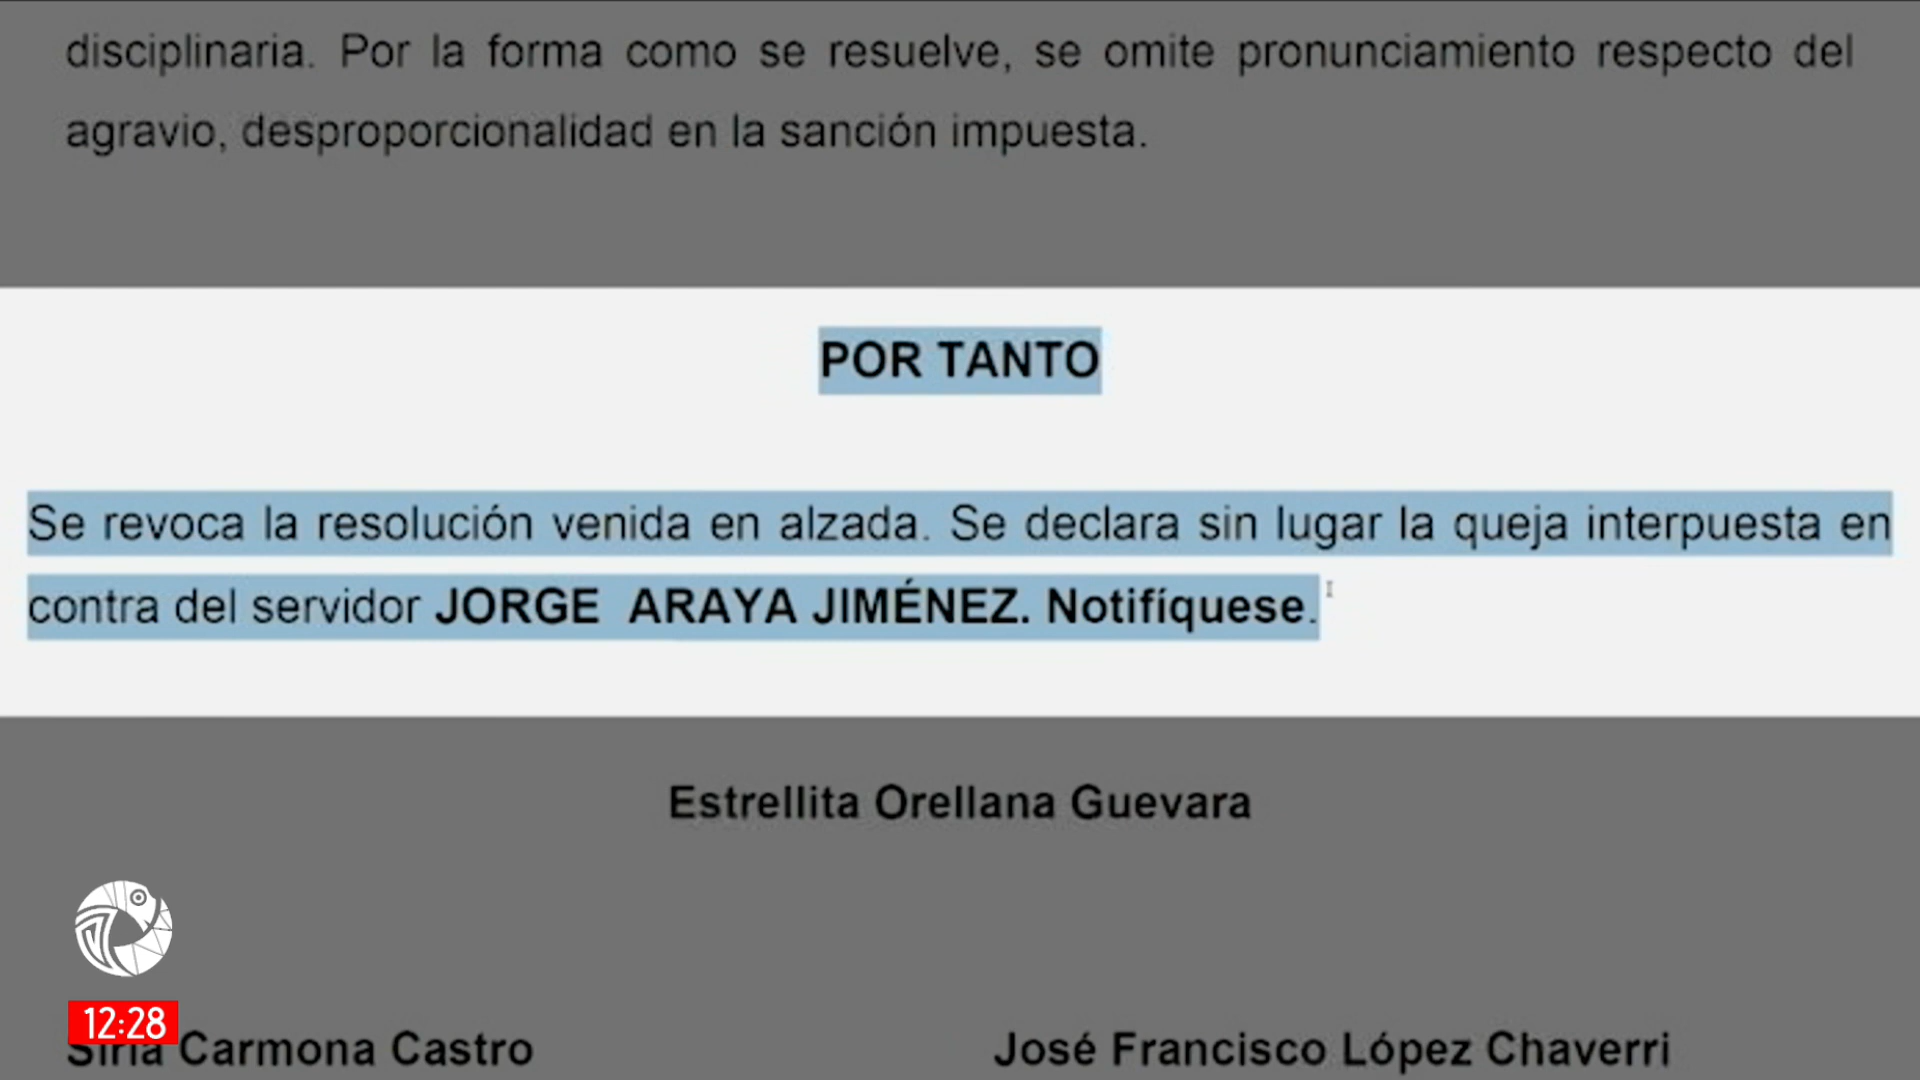 disciplinaria. Por la forma como se resuelve, se omite pronunciamiento respecto del
agravio, desproporcionalidad en la sanción impuesta.
POR TANTO
Se revoca la resolución venida en alzada. Se declara sin lugar la queja interpuesta en
contra del servidor JORGE ARAYA JIMÉNEZ. Notifíquese.
Estrellita Orellana Guevara
12:28
Siria Carmona Castro
José Francisco López Chaverri